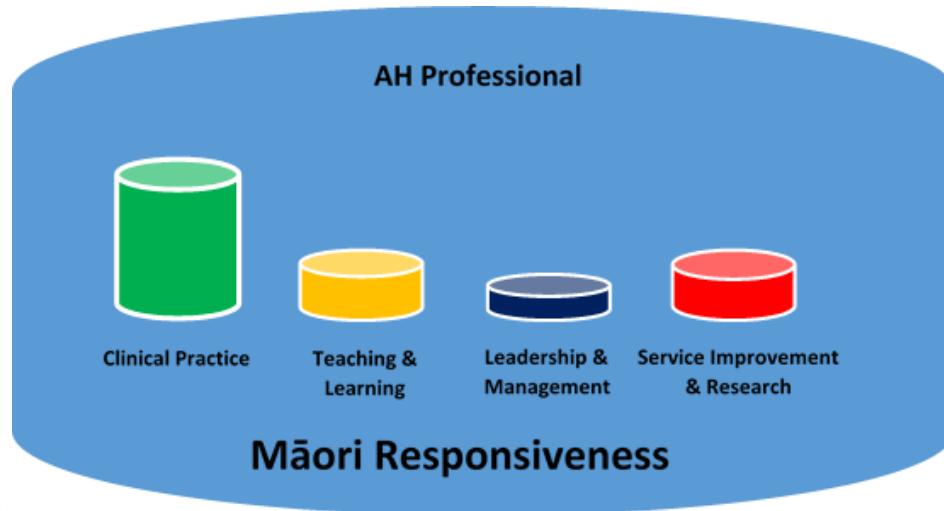 AH Professional
Clinical Practice
Teaching &
Learning
Leadership &
Management
Service Improvement
& Research
Māori Responsiveness